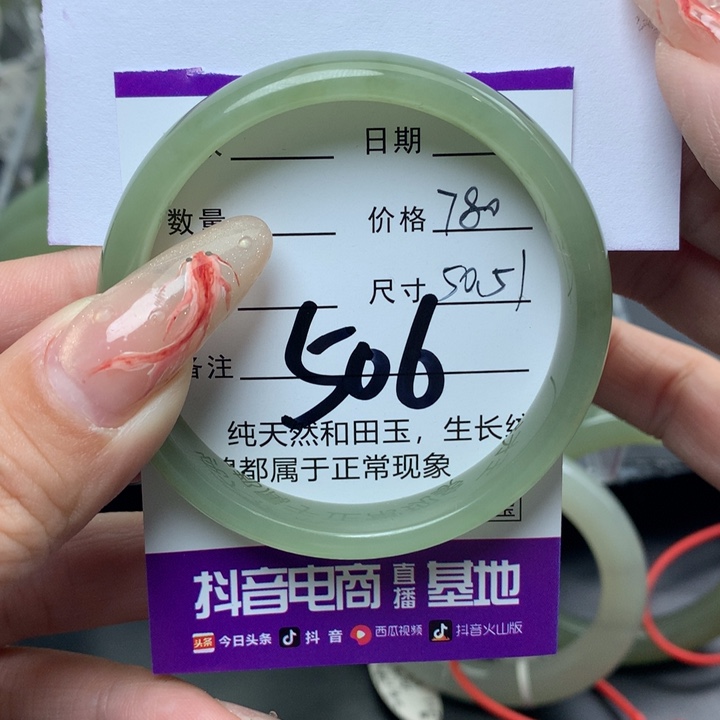 日期
数量
价格 780
尺寸 50.51
506
备注
纯天然和田玉，生长纹
都属于正常现象
抖音电商直播基地
今日头条 抖音 西瓜视频 抖音火山版